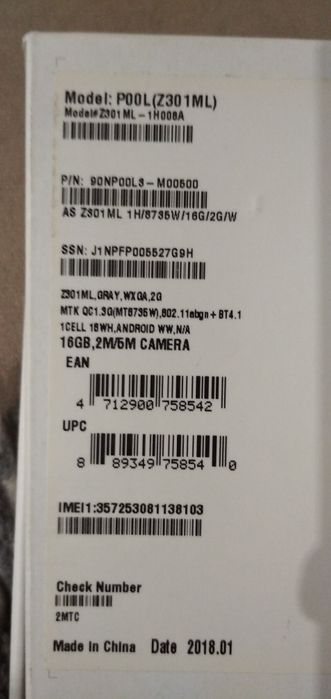 Model: P00L(Z301ML)
Model#Z301ML-1H008A
P/N: 90NP00L3-M00500
AS Z301ML 1H/8735W/16G/2G/W
SSN: J1NPFP005527G9H
Z301ML,GRAY,WXGA,2G
MTK QC1.3G(MT8735W),802.11abgn+BT4.1
1CELL 18WH,ANDROID WW,N/A
16GB,2M/5M CAMERA
EAN
4 712900 758542
UPC
8 89349 75854 0
IMEI1:357253081138103
Check Number
2MTC
Made in China Date 2018.01